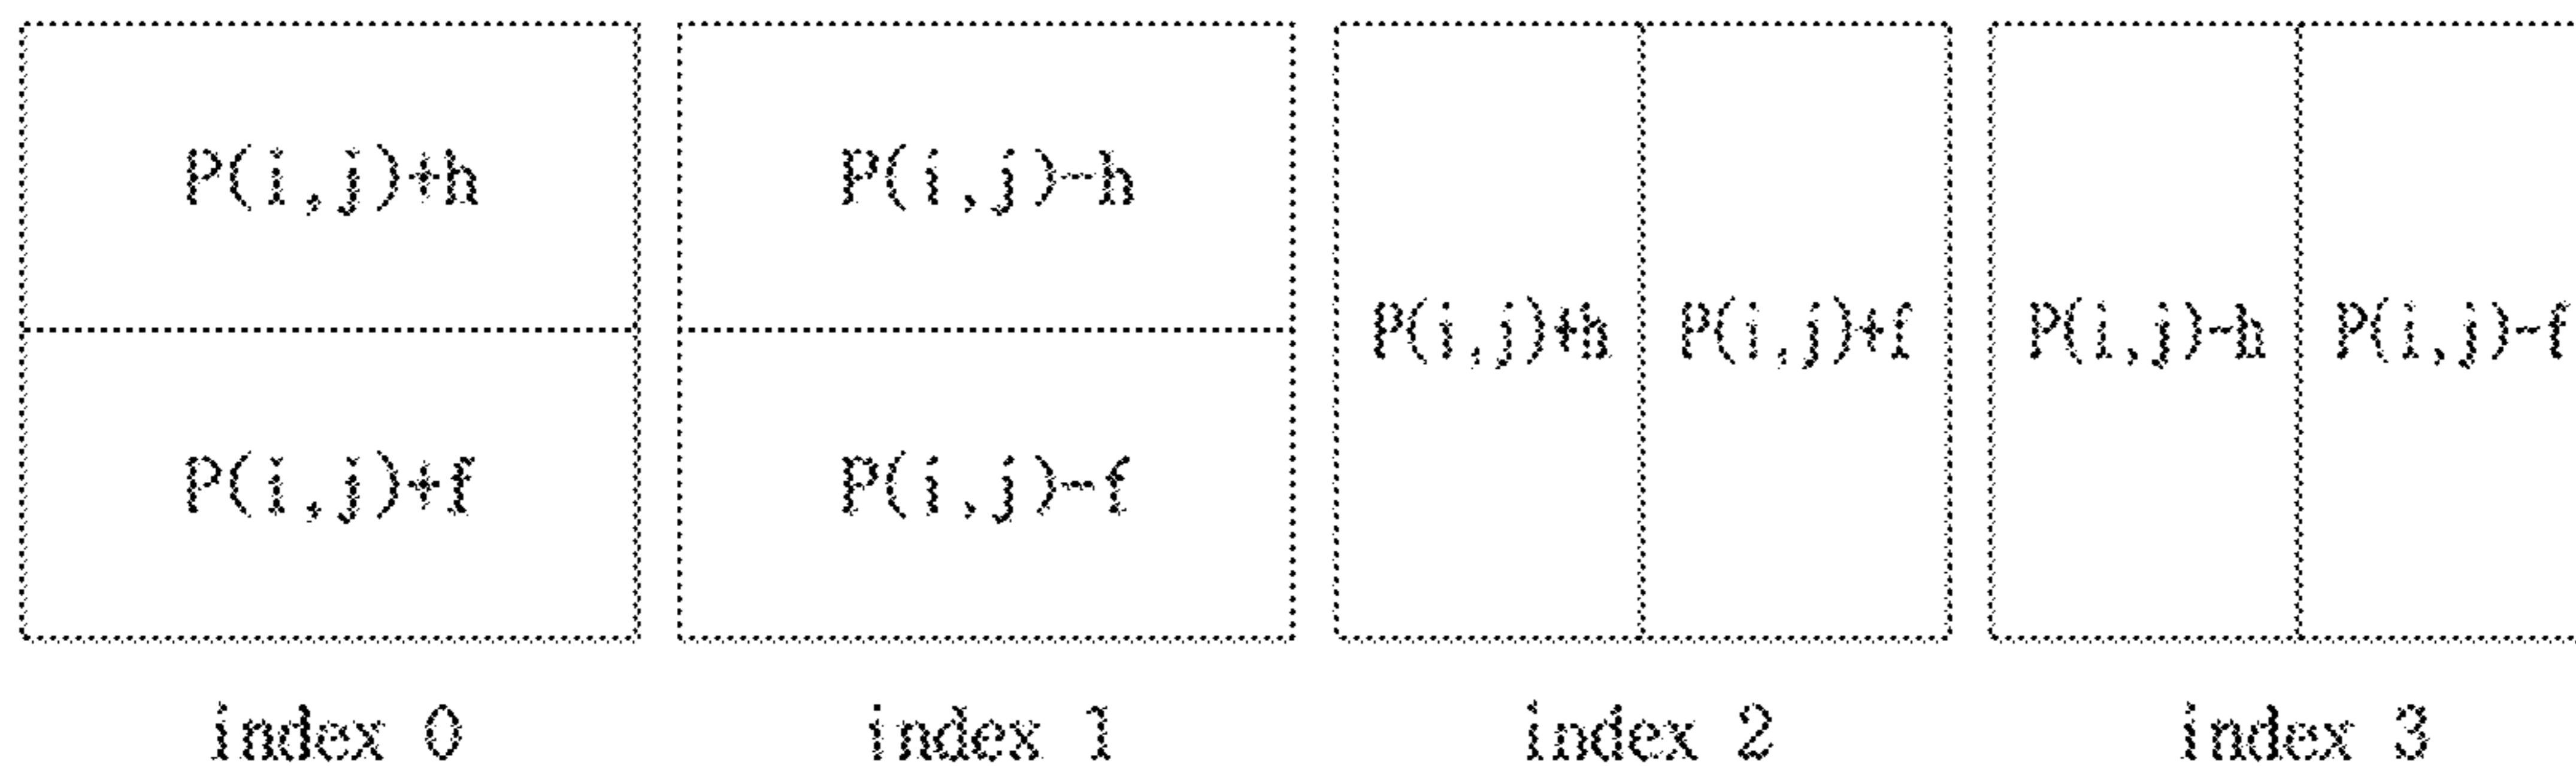 P(i,j)+h
P(i,j)+f
index 0
P(i,j)-h
P(i,j)-f
index 1
P(i,j)+h
P(i,j)+f
index 2
P(i,j)-h
P(i,j)-f
index 3